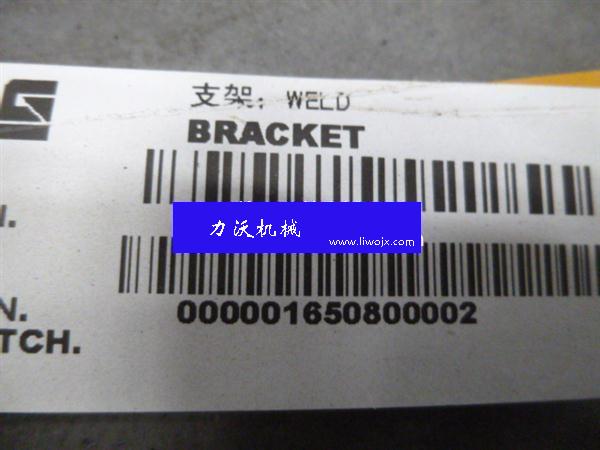 支架: WELD
BRACKET
力沃机械
www.liwojx.com
N.
000001650800002
N.
TCH.